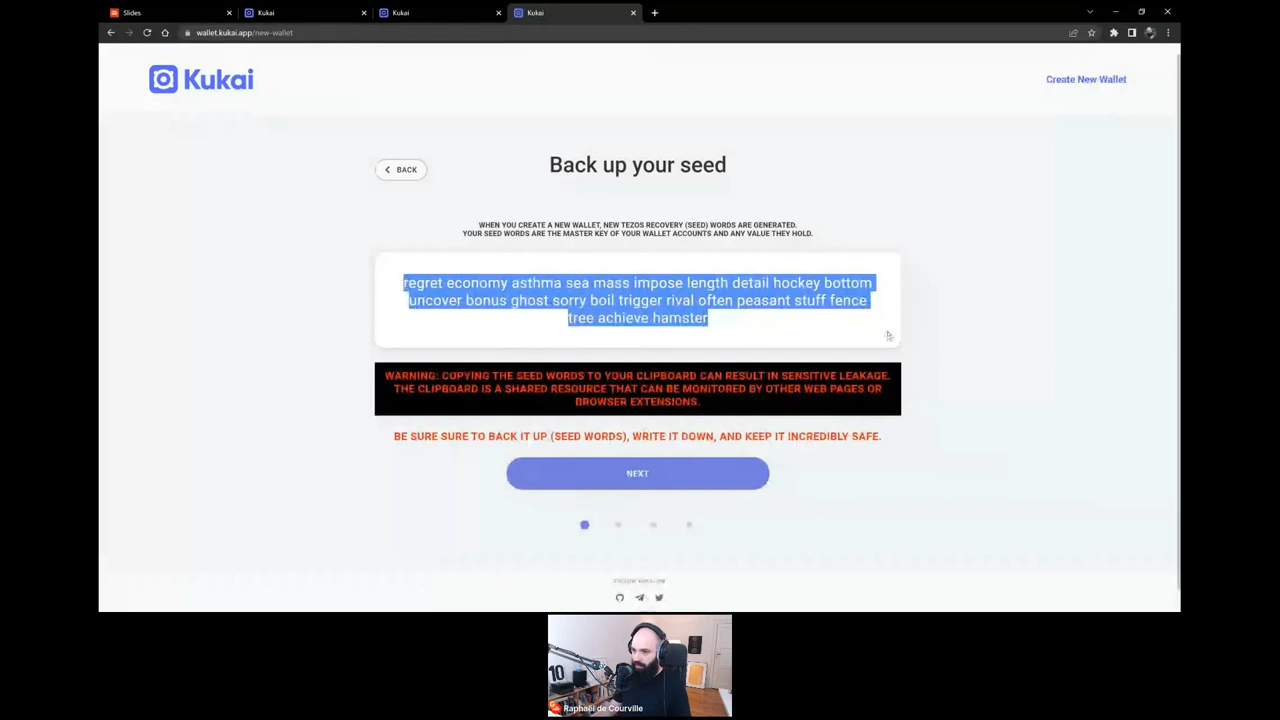 Slides
Kukai
Kukai
Kukai
wallet.kukai.app/new-wallet
Kukai
Create New Wallet
BACK
Back up your seed
WHEN YOU CREATE A NEW WALLET, NEW TEZOS RECOVERY (SEED) WORDS ARE GENERATED.
YOUR SEED WORDS ARE THE MASTER KEY OF YOUR WALLET ACCOUNTS AND ANY VALUE THEY HOLD.
regret economy asthma sea mass impose length detail hockey bottom
uncover bonus ghost sorry boil trigger rival often peasant stuff fence
tree achieve hamster
WARNING: COPYING THE SEED WORDS TO YOUR CLIPBOARD CAN RESULT IN SENSITIVE LEAKAGE.
THE CLIPBOARD IS A SHARED RESOURCE THAT CAN BE MONITORED BY OTHER WEB PAGES OR
BROWSER EXTENSIONS.
BE SURE SURE TO BACK IT UP (SEED WORDS), WRITE IT DOWN, AND KEEP IT INCREDIBLY SAFE.
NEXT
10
Raphaël de Courville